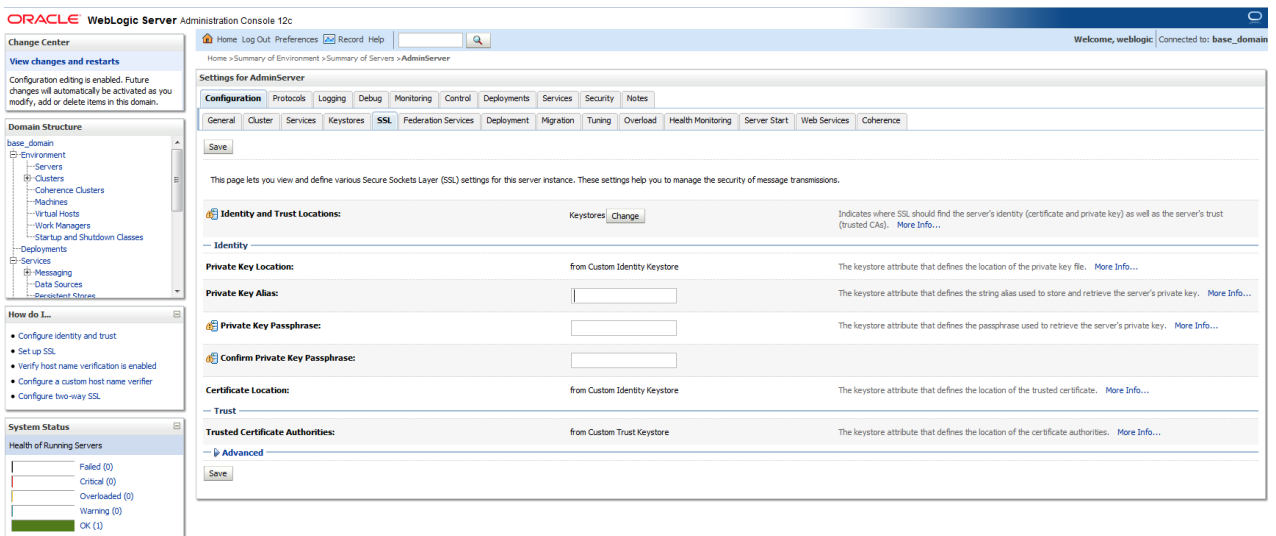 ORACLE WebLogic Server Administration Console 12c
Change Center
View changes and restarts
Configuration editing is enabled. Future
changes will automatically be activated as you
modify, add or delete items in this domain.
Domain Structure
base_domain
Environment
Servers
Clusters
Coherence Clusters
Machines
Virtual Hosts
Work Managers
Startup and Shutdown Classes
Deployments
Services
Messaging
Data Sources
Persistent Stores
How do I...
Configure identity and trust
Set up SSL
Verify host name verification is enabled
Configure a custom host name verifier
Configure two-way SSL
System Status
Health of Running Servers
Failed (0)
Critical (0)
Overloaded (0)
Warning (0)
OK (1)
Home Log Out Preferences Record Help
Welcome, weblogic Connected to: base_domain
Home >Summary of Environment >Summary of Servers >AdminServer
Settings for AdminServer
Configuration Protocols Logging Debug Monitoring Control Deployments Services Security Notes
General Cluster Services Keystores SSL Federation Services Deployment Migration Tuning Overload Health Monitoring Server Start Web Services Coherence
Save
This page lets you view and define various Secure Sockets Layer (SSL) settings for this server instance. These settings help you to manage the security of message transmissions.
Identity and Trust Locations: Keystores Change Indicates where SSL should find the server's identity (certificate and private key) as well as the server's trust
(trusted CAs). More Info...
Identity
Private Key Location: from Custom Identity Keystore The keystore attribute that defines the location of the private key file. More Info...
Private Key Alias: The keystore attribute that defines the string alias used to store and retrieve the server's private key. More Info...
Private Key Passphrase: The keystore attribute that defines the passphrase used to retrieve the server's private key. More Info...
Confirm Private Key Passphrase:
Certificate Location: from Custom Identity Keystore The keystore attribute that defines the location of the trusted certificate. More Info...
Trust
Trusted Certificate Authorities: from Custom Trust Keystore The keystore attribute that defines the location of the certificate authorities. More Info...
Advanced
Save